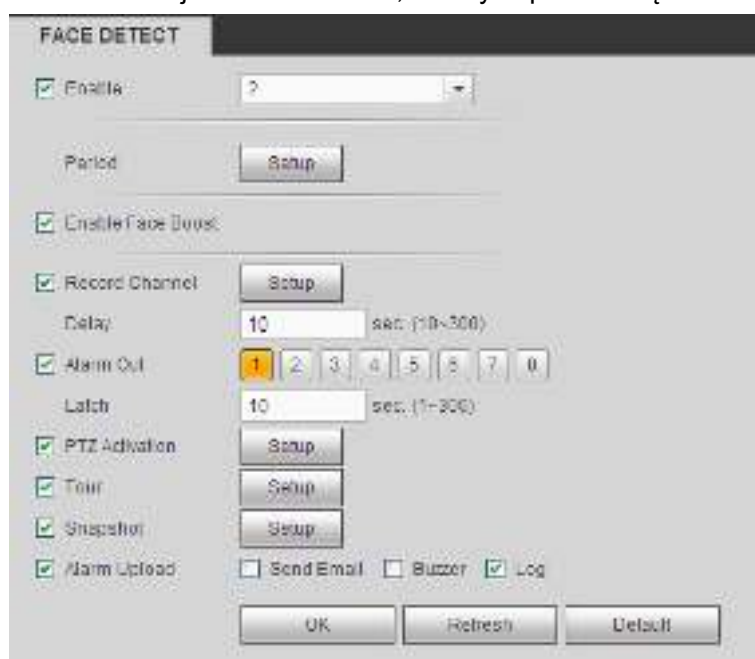 FACE DETECT
Enable 2
Period Setup
Enable Face Boost
Record Channel Setup
Delay 10 sec. (10~300)
Alarm Out 1 2 3 4 5 6 7 8
Latch 10 sec. (1~300)
PTZ Activation Setup
Tour Setup
Snapshot Setup
Alarm Upload Send Email Buzzer Log
OK Refresh Default